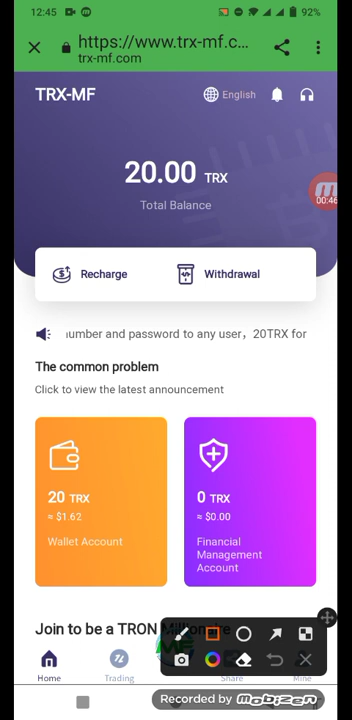 12:45
92%
https://www.trx-mf.c...
trx-mf.com
TRX-MF
English
20.00 TRX
00:46
Total Balance
Recharge
Withdrawal
umber and password to any user，20TRX for
The common problem
Click to view the latest announcement
20 TRX
≈ $1.62
Wallet Account
0 TRX
≈ $0.00
Financial
Management
Account
Join to be a TRON Millionaire
Home
Trading
Share
Mine
Recorded by MOBIZEN